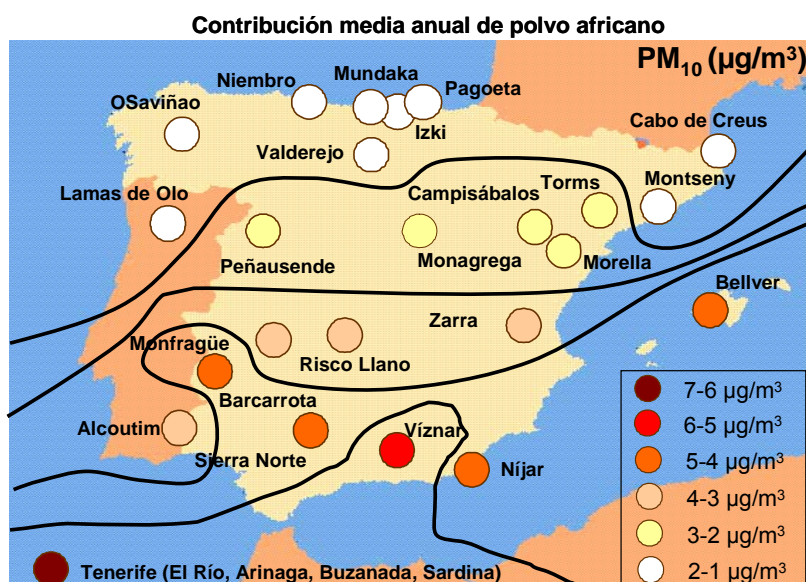 Contribución media anual de polvo africano
PM10 (µg/m3)
Niembro
Mundaka
Pagoeta
OSaviñao
Izki
Cabo de Creus
Valderejo
Lamas de Olo
Campisábalos
Torms
Montseny
Peñausende
Monagrega
Morella
Bellver
Monfragüe
Zarra
Risco Llano
Barcarrota
Alcoutim
Víznar
Sierra Norte
Níjar
7-6 µg/m3
6-5 µg/m3
5-4 µg/m3
4-3 µg/m3
3-2 µg/m3
2-1 µg/m3
Tenerife (El Río, Arinaga, Buzanada, Sardina)